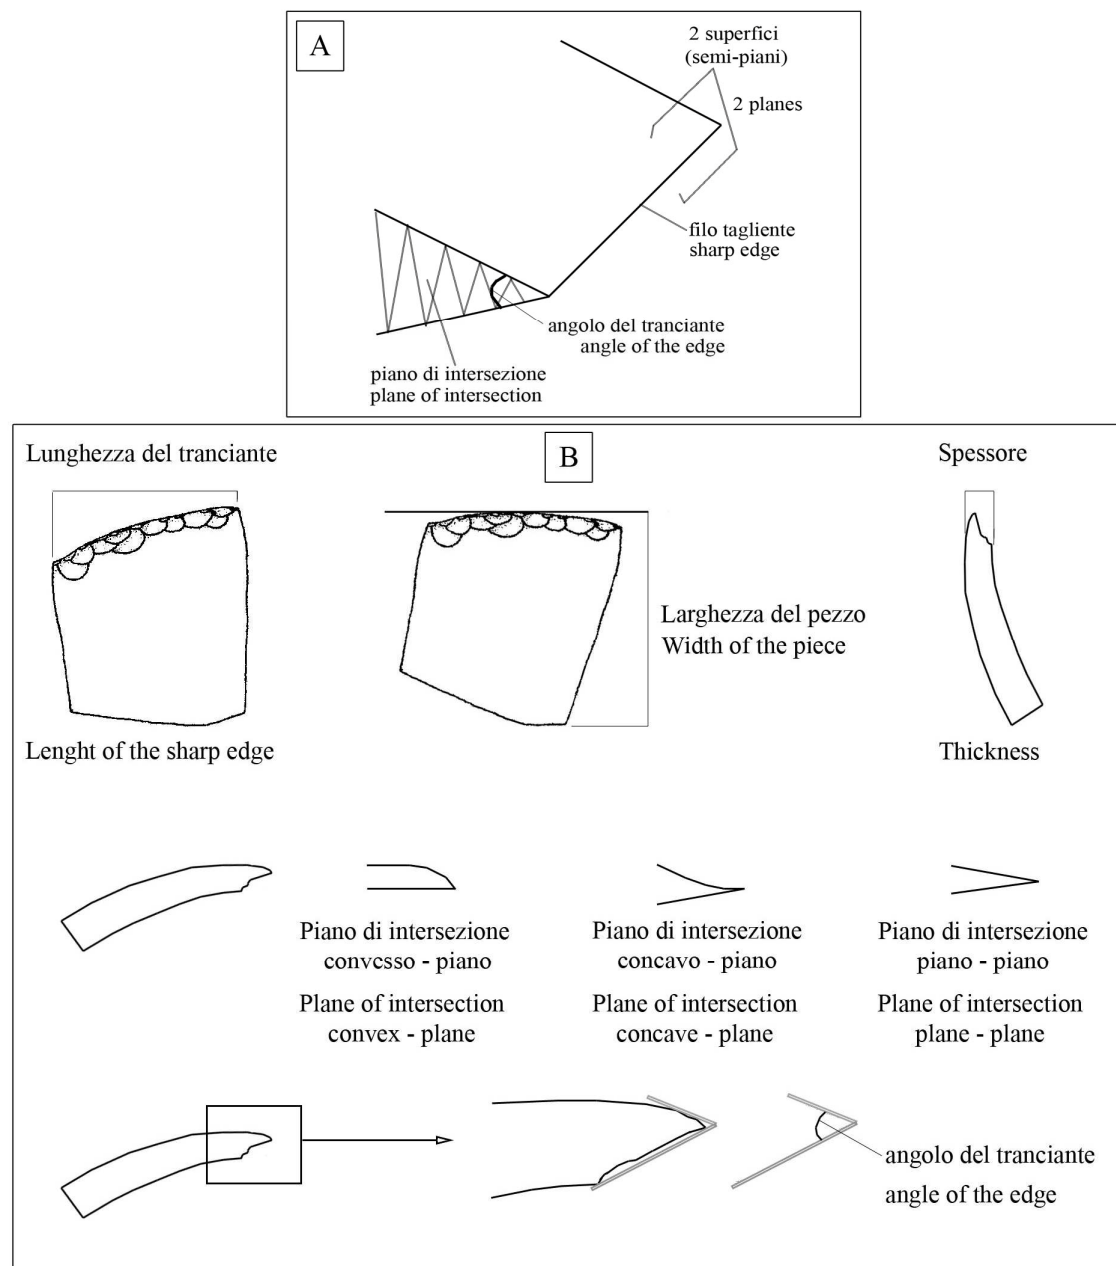 A
2 superfici
(semi-piani)
2 planes
filo tagliente
sharp edge
angolo del tranciante
angle of the edge
piano di intersezione
plane of intersection
B
Lunghezza del tranciante
Spessore
Larghezza del pezzo
Width of the piece
Lenght of the sharp edge
Thickness
Piano di intersezione
convesso - piano
Plane of intersection
convex - plane
Piano di intersezione
concavo - piano
Plane of intersection
concave - plane
Piano di intersezione
piano - piano
Plane of intersection
plane - plane
angolo del tranciante
angle of the edge